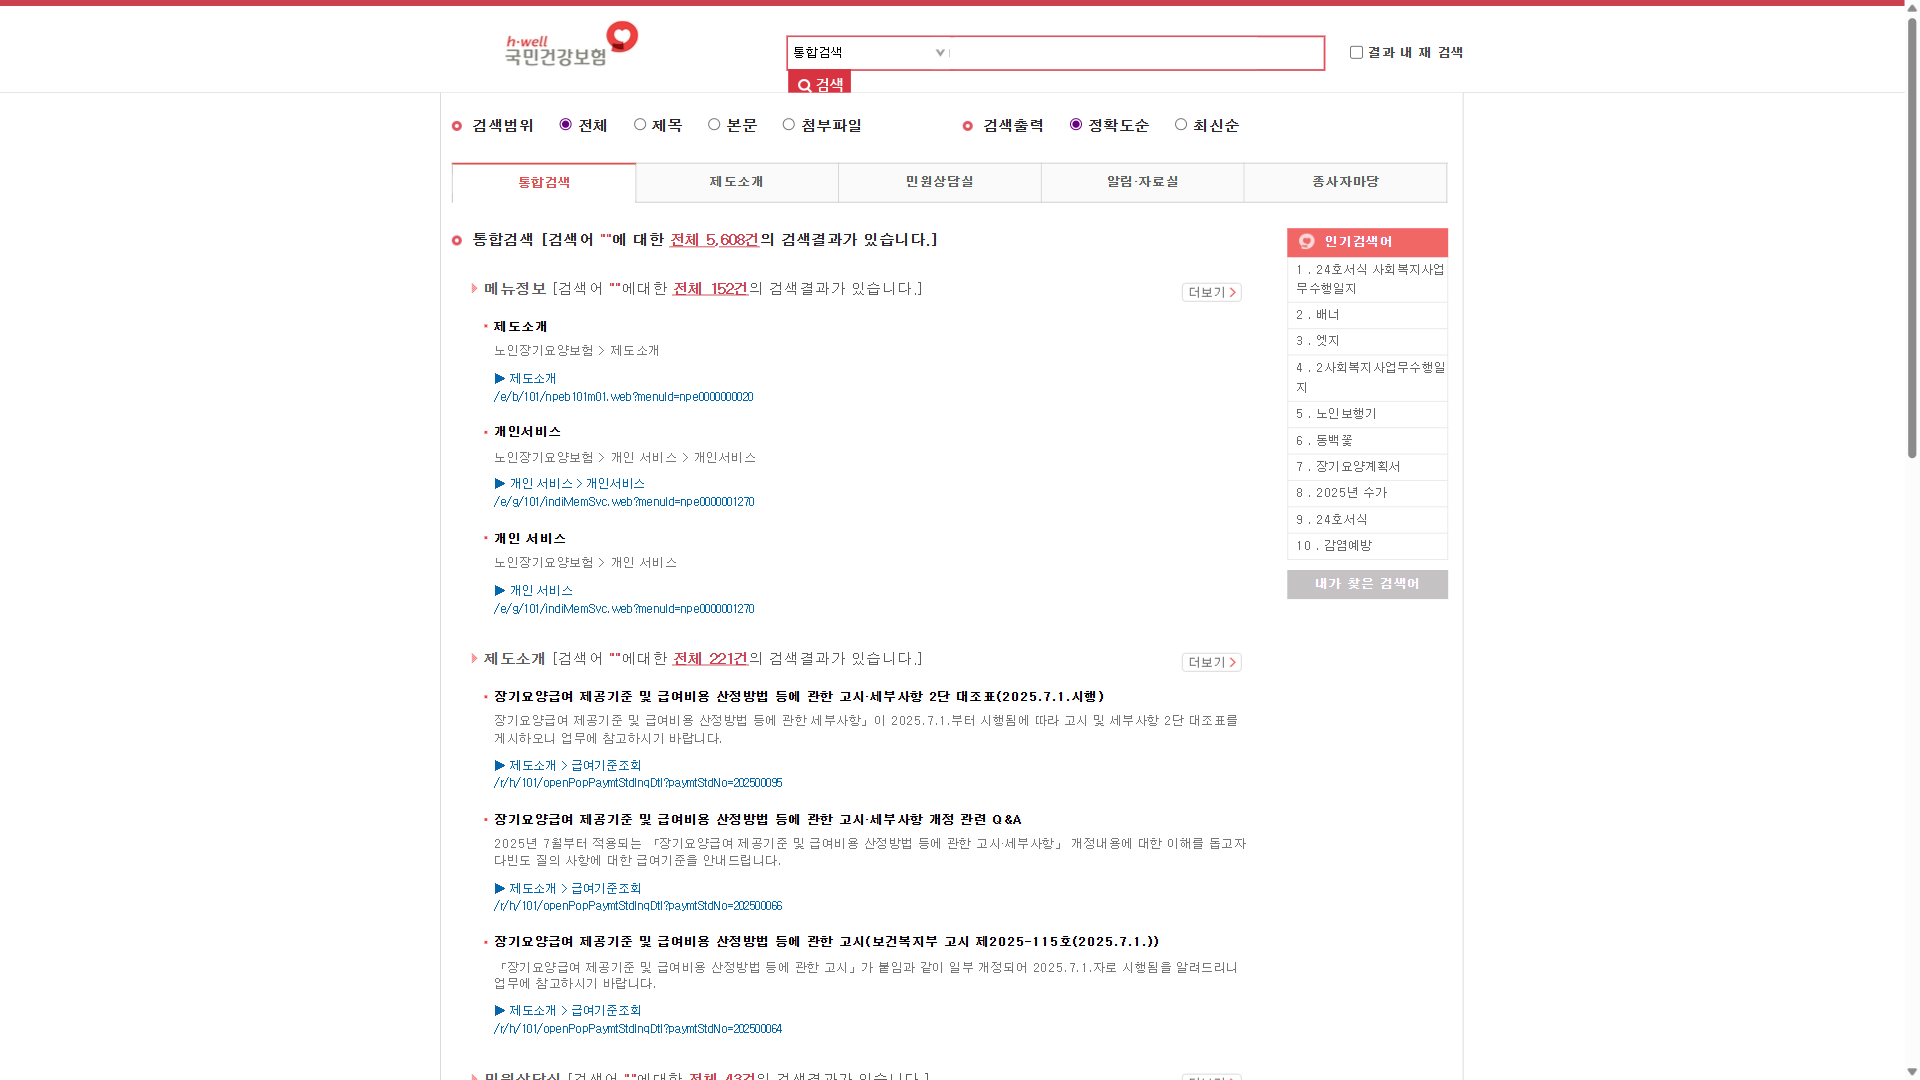 h·well
국민건강보험
통합검색
결과 내 재 검색
검색
검색범위 전체 제목 본문 첨부파일 검색출력 정확도순 최신순
통합검색 제도소개 민원상담실 알림·자료실 종사자마당
통합검색 [검색어 ""에 대한 전체 5,608건의 검색결과가 있습니다.]
메뉴정보 [검색어 ""에대한 전체 152건의 검색결과가 있습니다.]
더보기
제도소개
노인장기요양보험 > 제도소개
▶ 제도소개
/e/b/101/npeb101m01.web?menuId=npe0000000020
개인서비스
노인장기요양보험 > 개인 서비스 > 개인서비스
▶ 개인 서비스 > 개인서비스
/e/g/101/indiMemSvc.web?menuId=npe0000001270
개인 서비스
노인장기요양보험 > 개인 서비스
▶ 개인 서비스
/e/g/101/indiMemSvc.web?menuId=npe0000001270
제도소개 [검색어 ""에대한 전체 221건의 검색결과가 있습니다.]
더보기
장기요양급여 제공기준 및 급여비용 산정방법 등에 관한 고시·세부사항 2단 대조표(2025.7.1.시행)
장기요양급여 제공기준 및 급여비용 산정방법 등에 관한 세부사항」이 2025.7.1.부터 시행됨에 따라 고시 및 세부사항 2단 대조표를
게시하오니 업무에 참고하시기 바랍니다.
▶ 제도소개 > 급여기준조회
/r/h/101/openPopPaymtStdInqDtl?paymtStdNo=202500095
장기요양급여 제공기준 및 급여비용 산정방법 등에 관한 고시·세부사항 개정 관련 Q&A
2025년 7월부터 적용되는 「장기요양급여 제공기준 및 급여비용 산정방법 등에 관한 고시·세부사항」 개정내용에 대한 이해를 돕고자
다빈도 질의 사항에 대한 급여기준을 안내드립니다.
▶ 제도소개 > 급여기준조회
/r/h/101/openPopPaymtStdInqDtl?paymtStdNo=202500066
장기요양급여 제공기준 및 급여비용 산정방법 등에 관한 고시(보건복지부 고시 제2025-115호(2025.7.1.))
「장기요양급여 제공기준 및 급여비용 산정방법 등에 관한 고시」가 붙임과 같이 일부 개정되어 2025.7.1.자로 시행됨을 알려드리니
업무에 참고하시기 바랍니다.
▶ 제도소개 > 급여기준조회
/r/h/101/openPopPaymtStdInqDtl?paymtStdNo=202500064
민원상담실 [검색어 ""에대한 전체 43건의 검색결과가 있습니다.]
더보기
인기검색어
1 . 24호서식 사회복지사업
무수행일지
2 . 배너
3 . 엣지
4 . 2사회복지사업무수행일
지
5 . 노인보행기
6 . 동백꽃
7 . 장기요양계획서
8 . 2025년 수가
9 . 24호서식
10 . 감염예방
내가 찾은 검색어